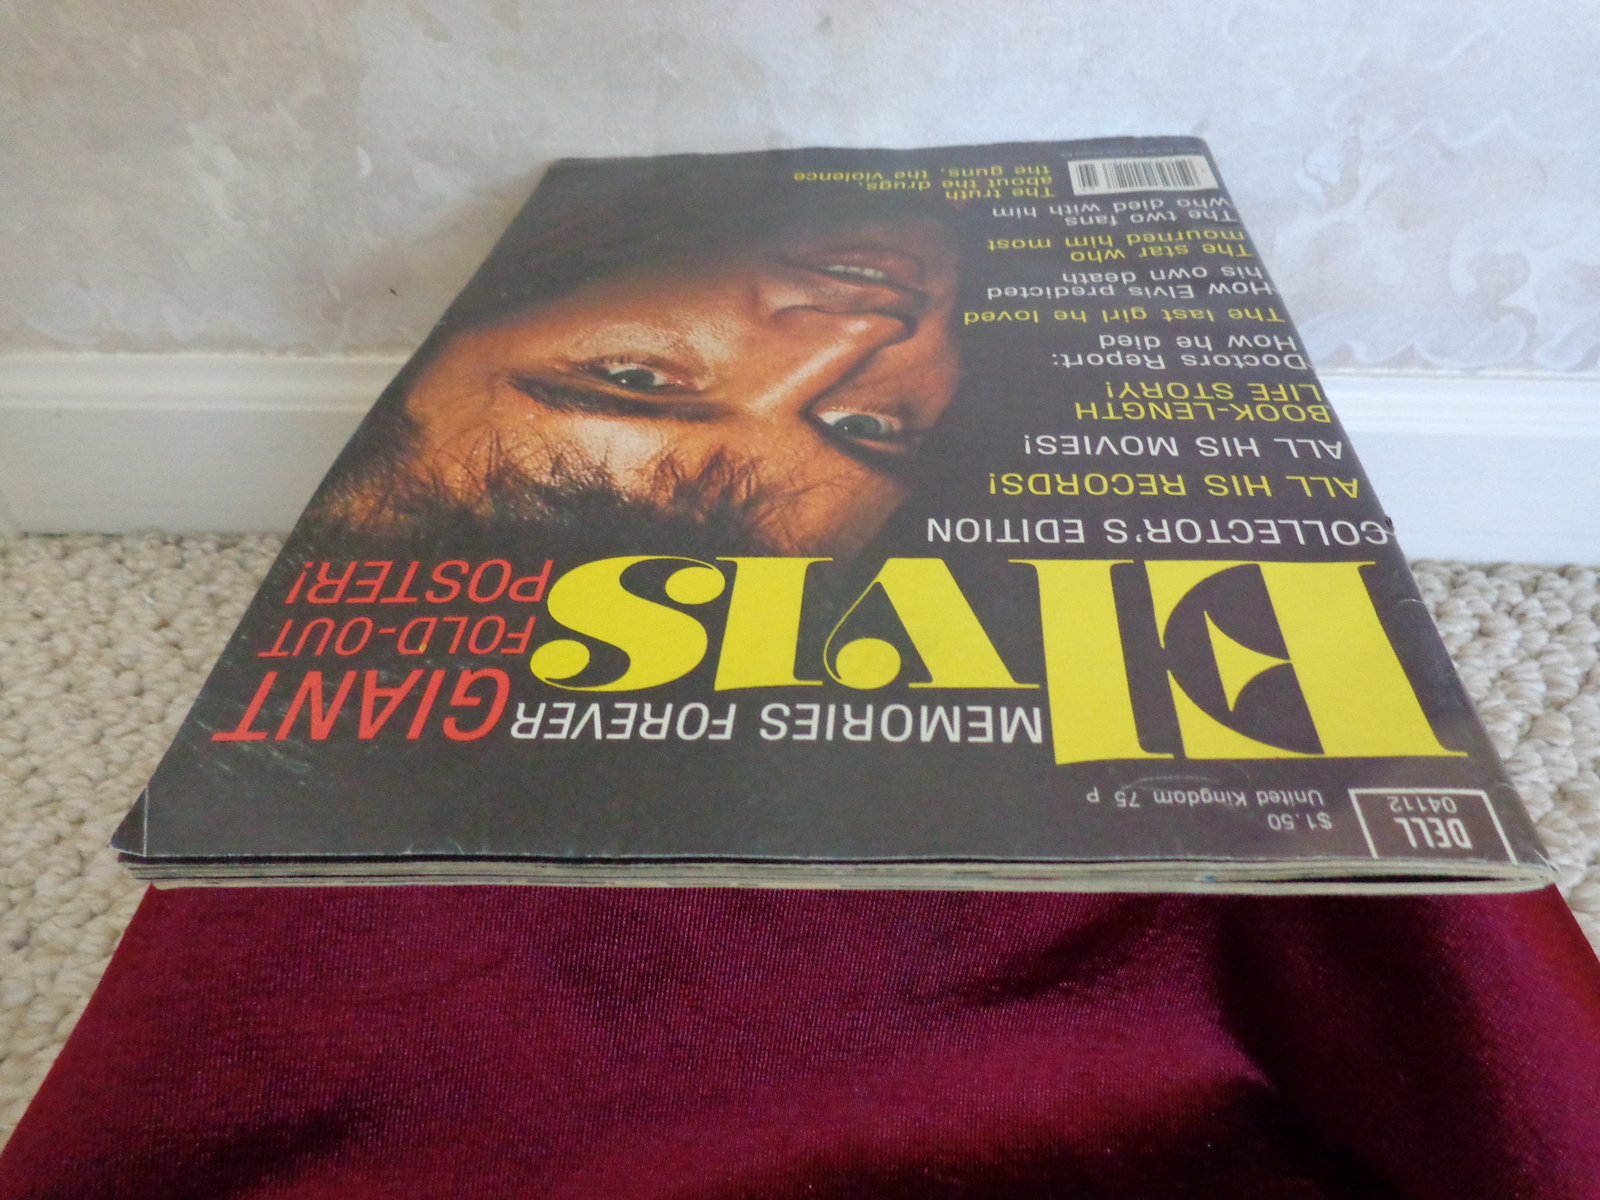 DELL
04112
$1.50
United Kingdom 75 P
MEMORIES FOREVER
ELVIS
GIANT
FOLD-OUT
POSTER!
COLLECTOR'S EDITION
ALL HIS RECORDS!
ALL HIS MOVIES!
BOOK-LENGTH
LIFE STORY!
Doctors Report:
How he died
The last girl he loved
How Elvis predicted
his own death
The star who
mourned him most
The two fans
who died with him
The truth
about the drugs,
the guns, the violence